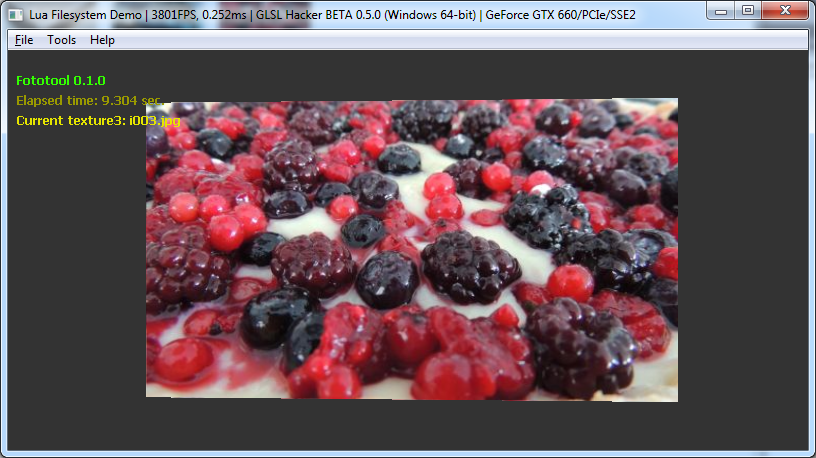 Lua Filesystem Demo | 3801FPS, 0.252ms | GLSL Hacker BETA 0.5.0 (Windows 64-bit) | GeForce GTX 660/PCIe/SSE2
File Tools Help
Fototool 0.1.0
Elapsed time: 9.304 sec.
Current texture3: i003.jpg